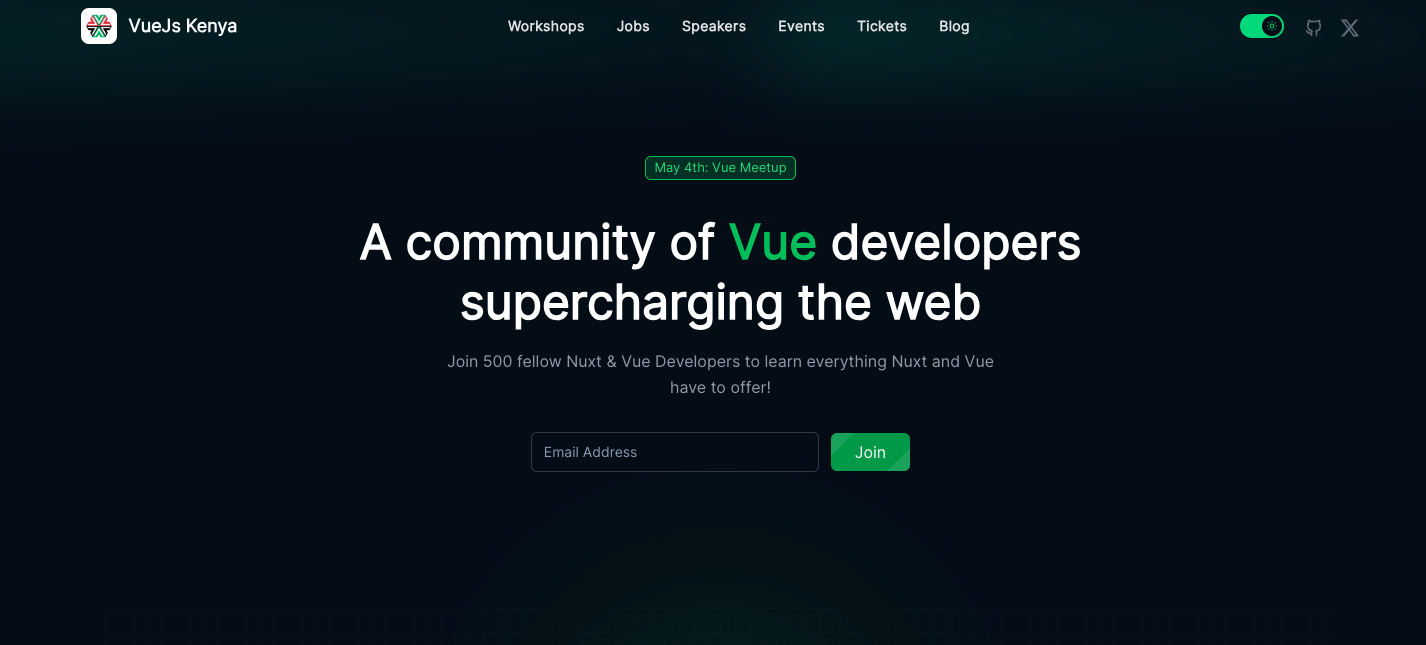 VueJs Kenya
Workshops
Jobs
Speakers
Events
Tickets
Blog
May 4th: Vue Meetup
A community of Vue developers
supercharging the web
Join 500 fellow Nuxt & Vue Developers to learn everything Nuxt and Vue
have to offer!
Email Address
Join